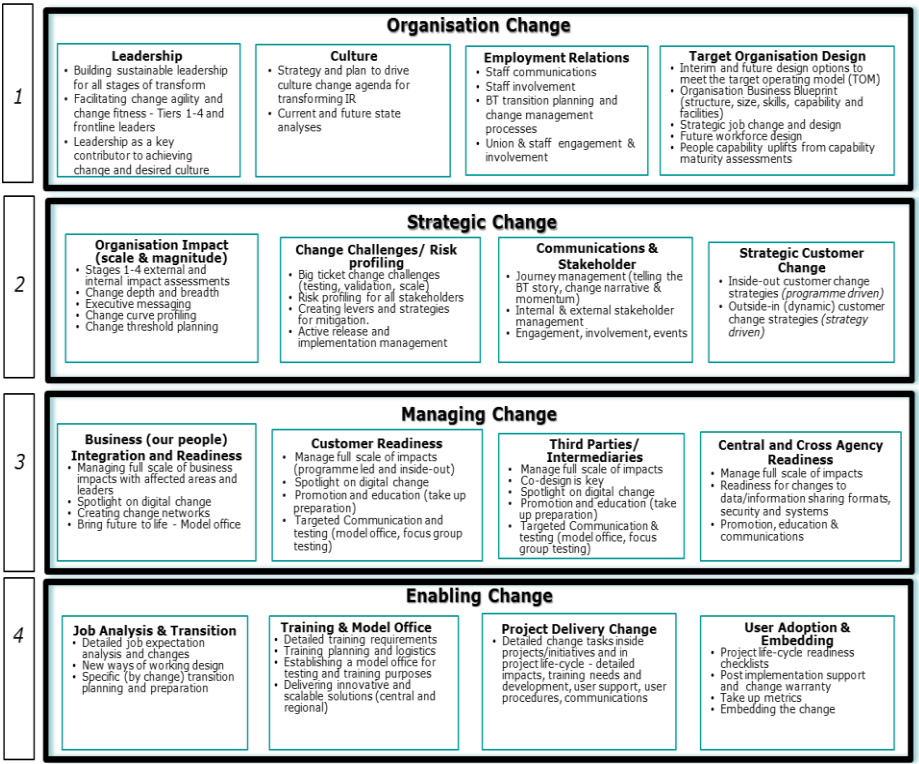 1
Organisation Change
Leadership
• Building sustainable leadership
for all stages of transform
• Facilitating change agility and
change fitness - Tiers 1-4 and
frontline leaders
• Leadership as a key
contributor to achieving
change and desired culture
Culture
• Strategy and plan to drive
culture change agenda for
transforming IR
• Current and future state
analyses
Employment Relations
• Staff communications
• Staff involvement
• BT transition planning and
change management
processes
• Union & staff engagement &
involvement
Target Organisation Design
• Interim and future design options to
meet the target operating model (TOM)
• Organisation Business Blueprint
(structure, size, skills, capability and
facilities)
• Strategic job change and design
• Future workforce design
• People capability uplifts from capability
maturity assessments
2
Strategic Change
Organisation Impact
(scale & magnitude)
• Stages 1-4 external and
internal impact assessments
• Change depth and breadth
• Executive messaging
• Change curve profiling
• Change threshold planning
Change Challenges/ Risk
profiling
• Big ticket change challenges
(testing, validation, scale)
• Risk profiling for all stakeholders
• Creating levers and strategies
for mitigation.
• Active release and
implementation management
Communications &
Stakeholder
• Journey management (telling the
BT story, change narrative &
momentum)
• Internal & external stakeholder
management
• Engagement, involvement, events
Strategic Customer
Change
• Inside-out customer change
strategies (programme driven)
• Outside-in (dynamic) customer
change strategies (strategy
driven)
3
Managing Change
Business (our people)
Integration and Readiness
• Managing full scale of business
impacts with affected areas and
leaders
• Spotlight on digital change
• Creating change networks
• Bring future to life - Model office
Customer Readiness
• Manage full scale of impacts
(programme led and inside-out)
• Spotlight on digital change
• Promotion and education (take up
preparation)
• Targeted Communication and
testing (model office, focus group
testing)
Third Parties/
Intermediaries
• Manage full scale of impacts
• Co-design is key
• Spotlight on digital change
• Promotion and education (take
up preparation)
• Targeted Communication &
testing (model office, focus
group testing)
Central and Cross Agency
Readiness
• Manage full scale of impacts
• Readiness for changes to
data/information sharing formats,
security and systems
• Promotion, education &
communications
4
Enabling Change
Job Analysis & Transition
• Detailed job expectation
analysis and changes
• New ways of working design
• Specific (by change) transition
planning and preparation
Training & Model Office
• Detailed training requirements
• Training planning and logistics
• Establishing a model office for
testing and training purposes
• Delivering innovative and
scalable solutions (central and
regional)
Project Delivery Change
• Detailed change tasks inside
projects/initiatives and in
project life-cycle - detailed
impacts, training needs and
development, user support, user
procedures, communications
User Adoption &
Embedding
• Project life-cycle readiness
checklists
• Post implementation support
and change warranty
• Take up metrics
• Embedding the change